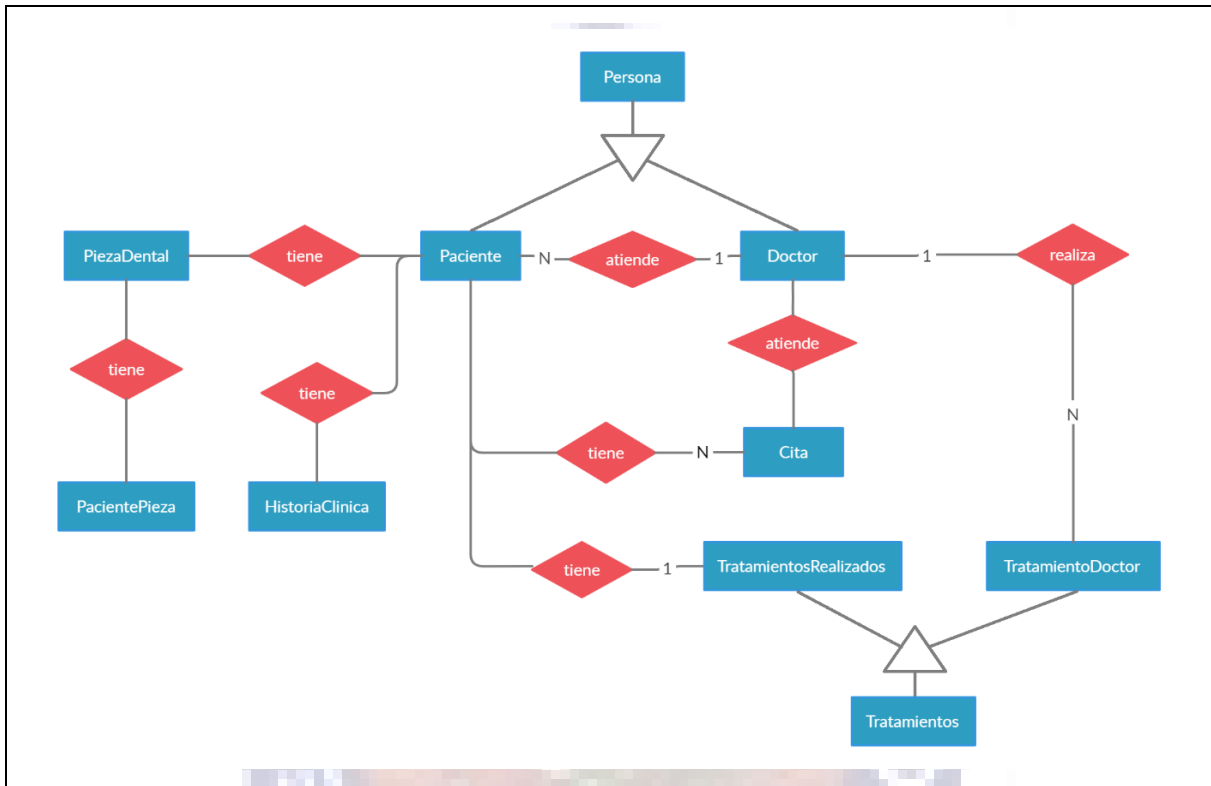 Persona
PiezaDental
tiene
Paciente
N
atiende
1
Doctor
1
realiza
tiene
tiene
atiende
N
PacientePieza
HistoriaClinica
tiene
N
Cita
tiene
1
TratamientosRealizados
TratamientoDoctor
Tratamientos